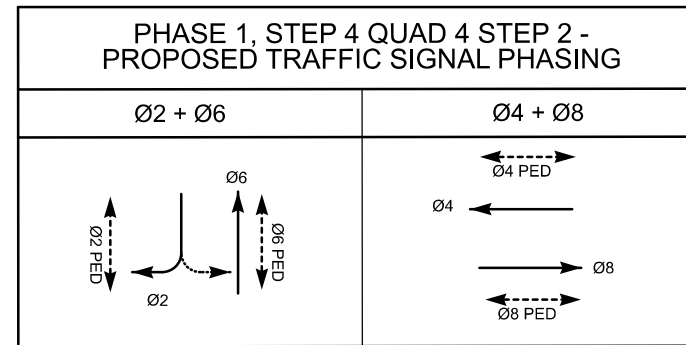 PHASE 1, STEP 4 QUAD 4 STEP 2 -
PROPOSED TRAFFIC SIGNAL PHASING
Ø2 + Ø6
Ø4 + Ø8
Ø6
Ø2 PED
Ø6 PED
Ø2
Ø4 PED
Ø4
Ø8
Ø8 PED